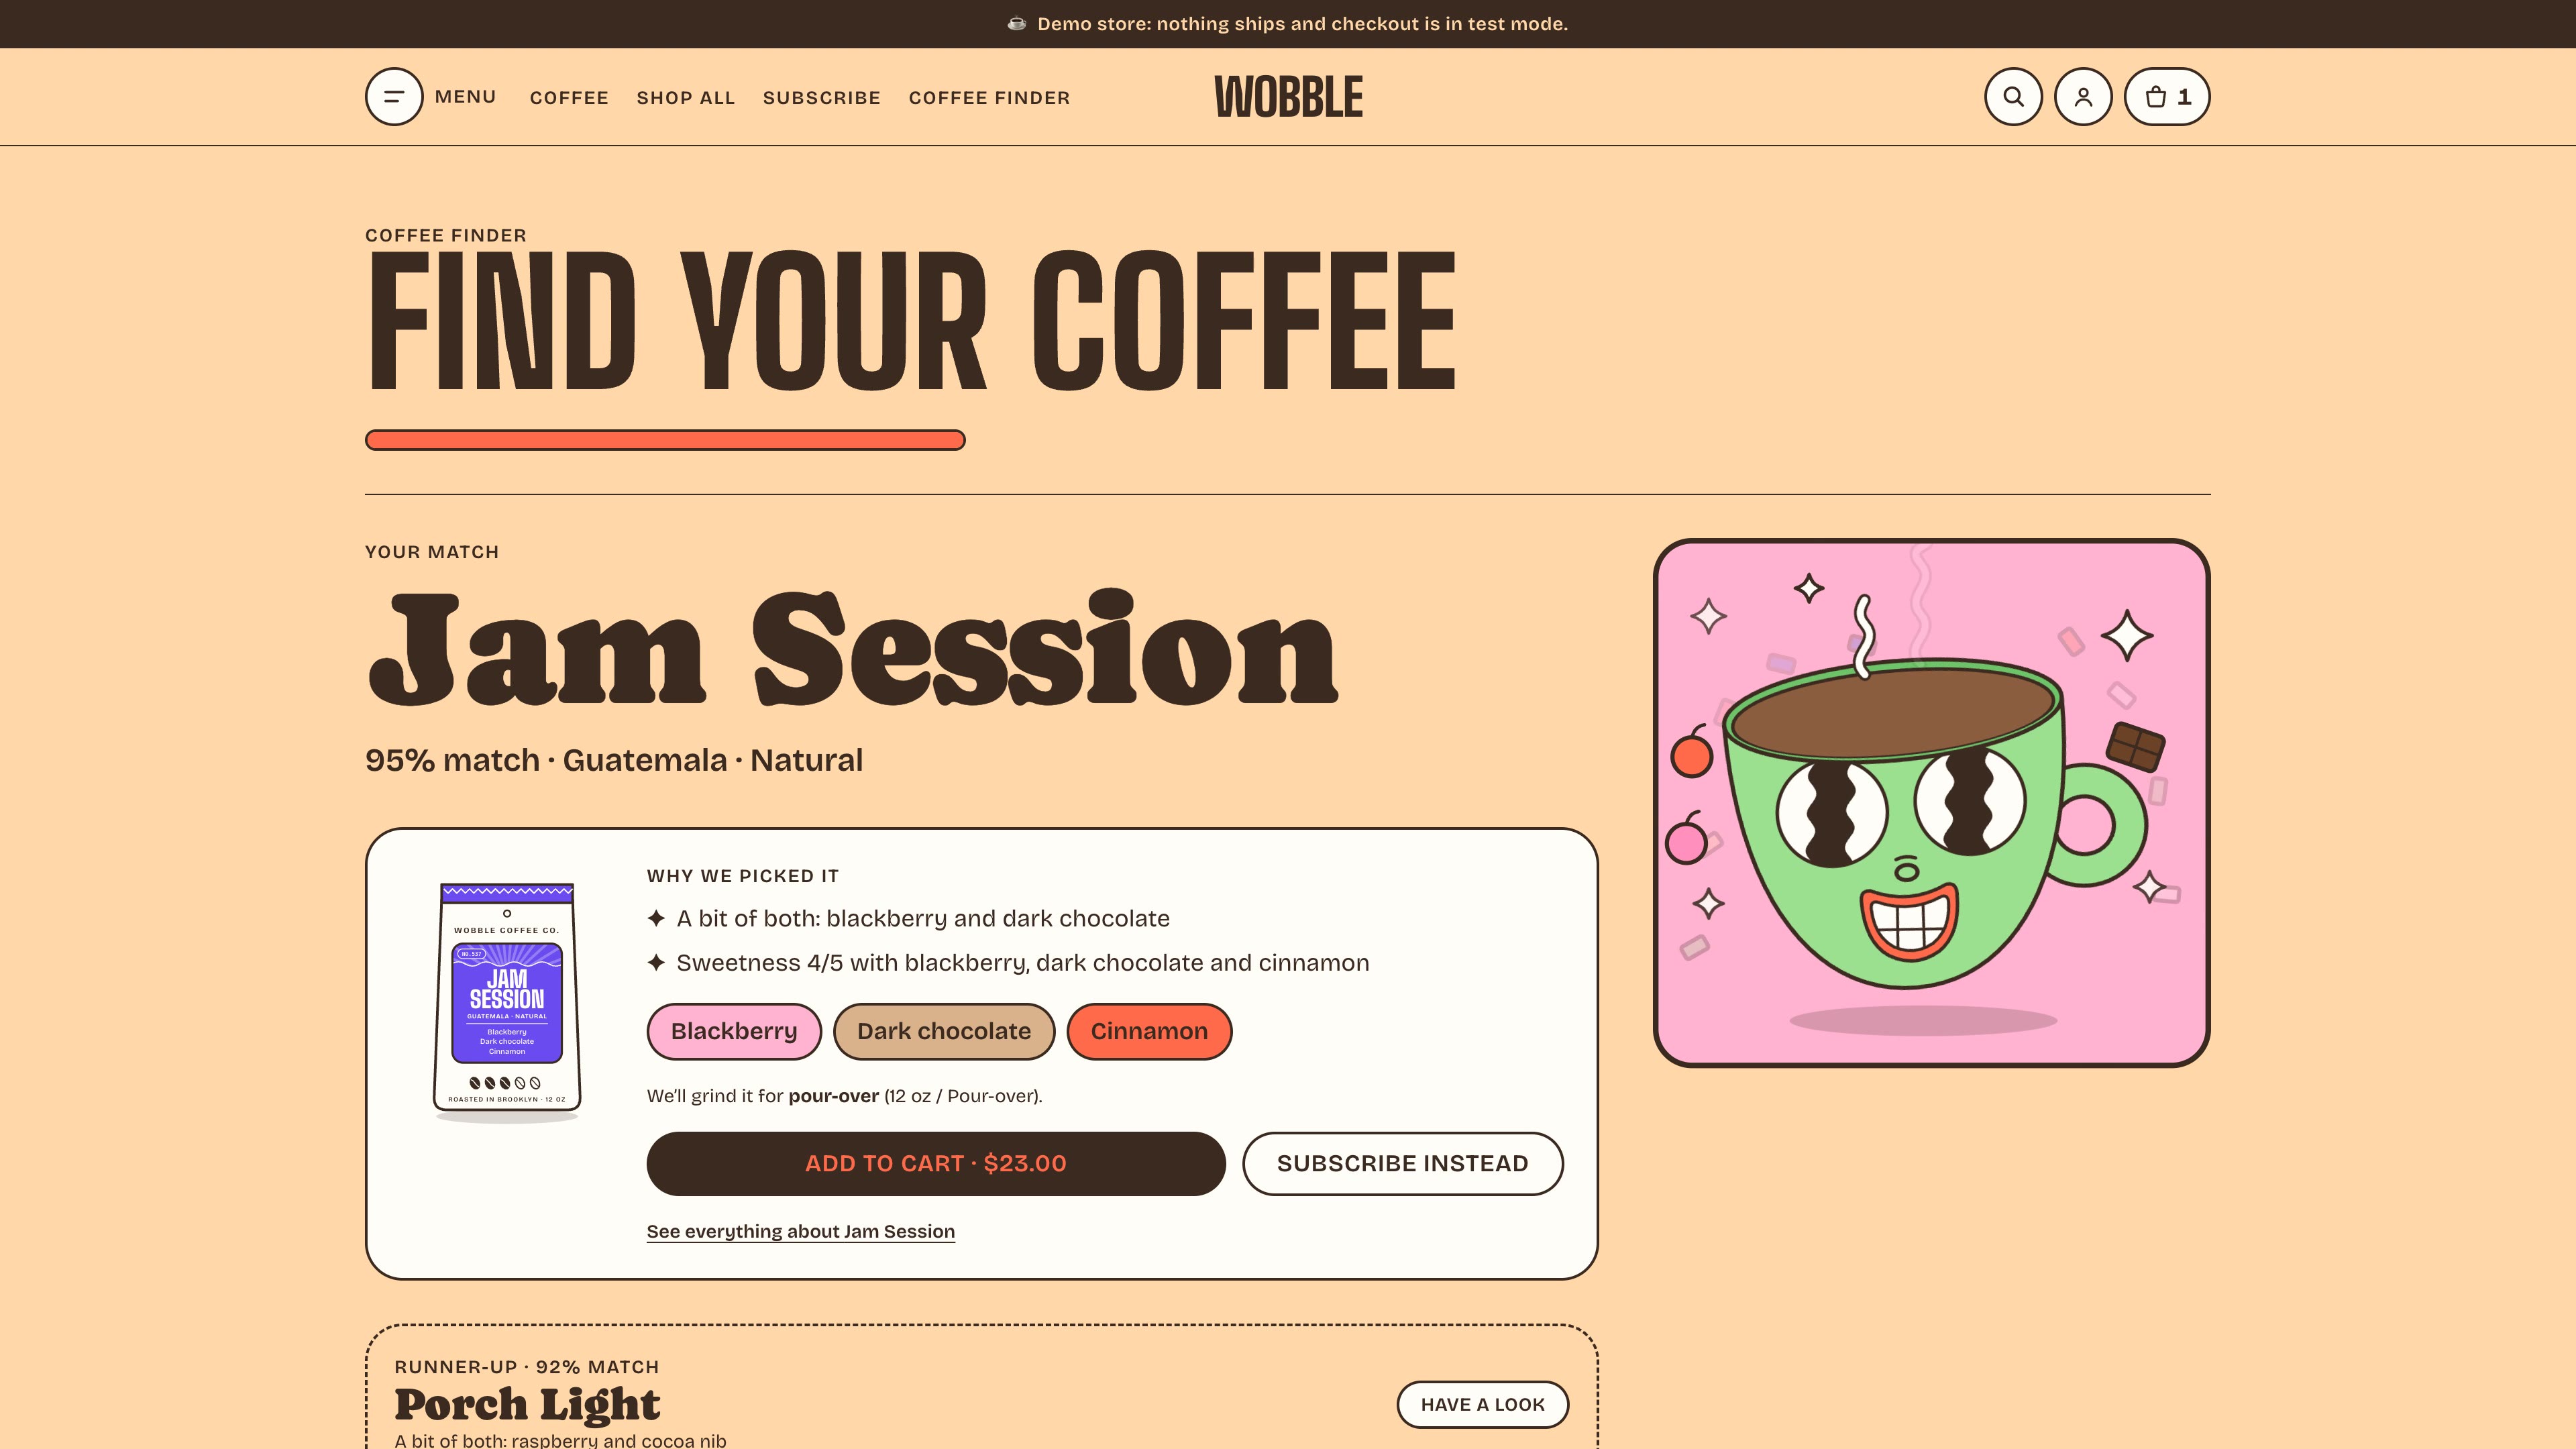 Demo store: nothing ships and checkout is in test mode.
MENU
COFFEE
SHOP ALL
SUBSCRIBE
COFFEE FINDER
WOBBLE
1
COFFEE FINDER
FIND YOUR COFFEE
YOUR MATCH
Jam Session
95% match · Guatemala · Natural
WOBBLE COFFEE CO.
NO.537
JAM
SESSION
GUATEMALA · NATURAL
Blackberry
Dark chocolate
Cinnamon
ROASTED IN BROOKLYN · 12 OZ
WHY WE PICKED IT
A bit of both: blackberry and dark chocolate
Sweetness 4/5 with blackberry, dark chocolate and cinnamon
Blackberry
Dark chocolate
Cinnamon
We'll grind it for pour-over (12 oz / Pour-over).
ADD TO CART · $23.00
SUBSCRIBE INSTEAD
See everything about Jam Session
RUNNER-UP · 92% MATCH
Porch Light
A bit of both: raspberry and cocoa nib
HAVE A LOOK